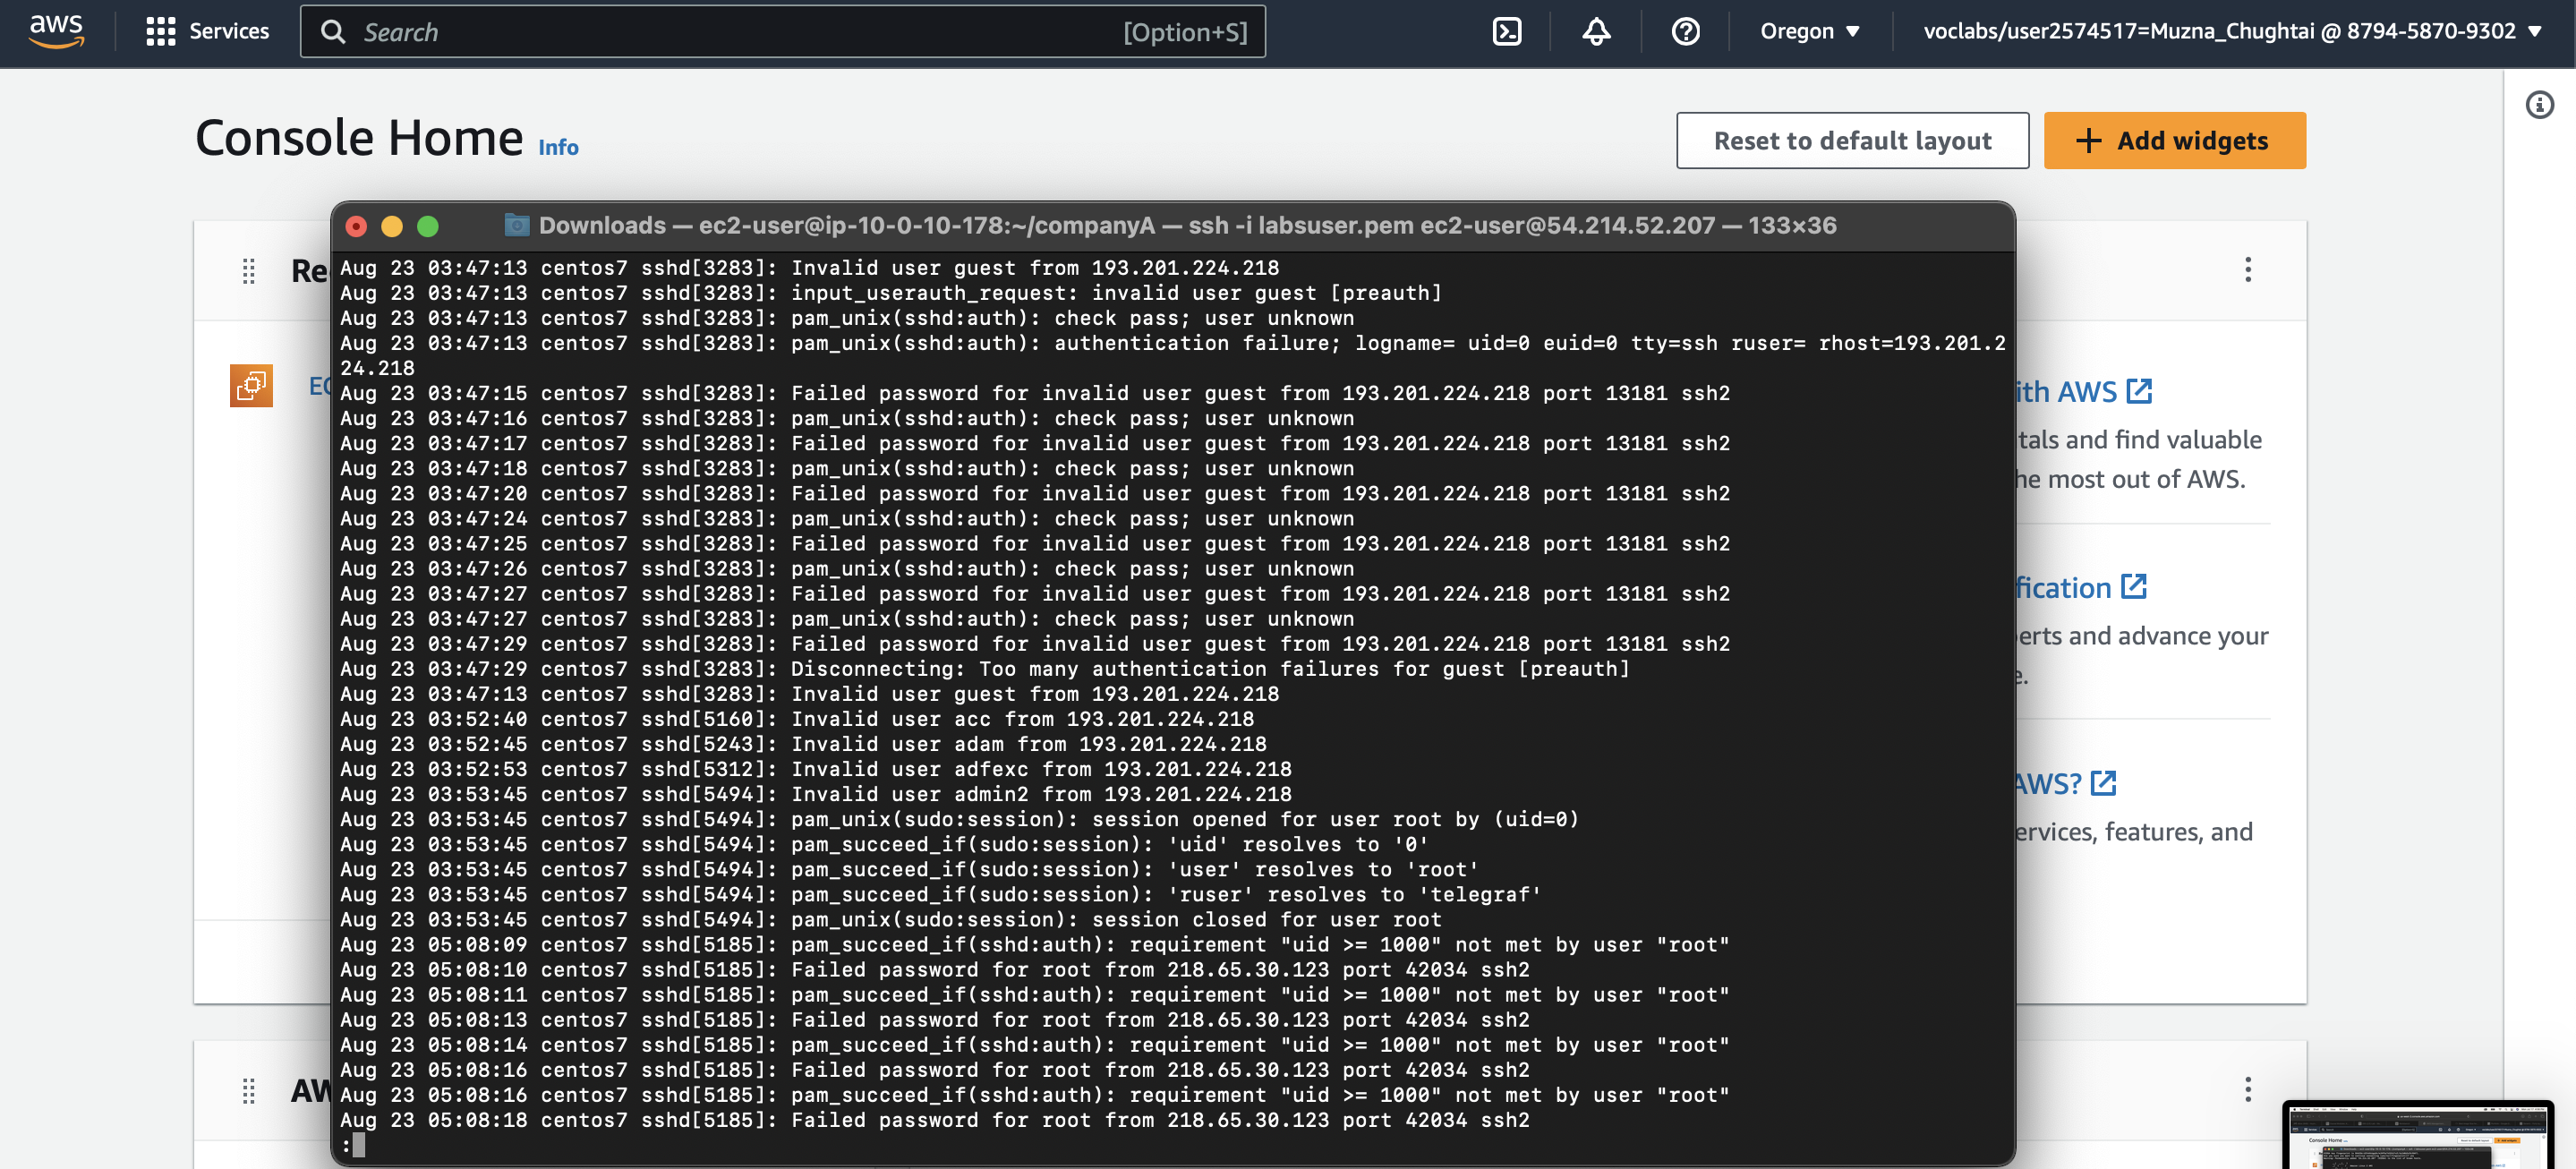 aws
Services
Search
[Option+S]
Oregon
voclabs/user2574517=Muzna_Chughtai @ 8794-5870-9302
Console Home Info
Reset to default layout
Add widgets
Downloads — ec2-user@ip-10-0-10-178:~/companyA — ssh -i labsuser.pem ec2-user@54.214.52.207 — 133×36
Aug 23 03:47:13 centos7 sshd[3283]: Invalid user guest from 193.201.224.218
Aug 23 03:47:13 centos7 sshd[3283]: input_userauth_request: invalid user guest [preauth]
Aug 23 03:47:13 centos7 sshd[3283]: pam_unix(sshd:auth): check pass; user unknown
Aug 23 03:47:13 centos7 sshd[3283]: pam_unix(sshd:auth): authentication failure; logname= uid=0 euid=0 tty=ssh ruser= rhost=193.201.2
24.218
Aug 23 03:47:15 centos7 sshd[3283]: Failed password for invalid user guest from 193.201.224.218 port 13181 ssh2
Aug 23 03:47:16 centos7 sshd[3283]: pam_unix(sshd:auth): check pass; user unknown
Aug 23 03:47:17 centos7 sshd[3283]: Failed password for invalid user guest from 193.201.224.218 port 13181 ssh2
Aug 23 03:47:18 centos7 sshd[3283]: pam_unix(sshd:auth): check pass; user unknown
Aug 23 03:47:20 centos7 sshd[3283]: Failed password for invalid user guest from 193.201.224.218 port 13181 ssh2
Aug 23 03:47:24 centos7 sshd[3283]: pam_unix(sshd:auth): check pass; user unknown
Aug 23 03:47:25 centos7 sshd[3283]: Failed password for invalid user guest from 193.201.224.218 port 13181 ssh2
Aug 23 03:47:26 centos7 sshd[3283]: pam_unix(sshd:auth): check pass; user unknown
Aug 23 03:47:27 centos7 sshd[3283]: Failed password for invalid user guest from 193.201.224.218 port 13181 ssh2
Aug 23 03:47:27 centos7 sshd[3283]: pam_unix(sshd:auth): check pass; user unknown
Aug 23 03:47:29 centos7 sshd[3283]: Failed password for invalid user guest from 193.201.224.218 port 13181 ssh2
Aug 23 03:47:29 centos7 sshd[3283]: Disconnecting: Too many authentication failures for guest [preauth]
Aug 23 03:47:13 centos7 sshd[3283]: Invalid user guest from 193.201.224.218
Aug 23 03:52:40 centos7 sshd[5160]: Invalid user acc from 193.201.224.218
Aug 23 03:52:45 centos7 sshd[5243]: Invalid user adam from 193.201.224.218
Aug 23 03:52:53 centos7 sshd[5312]: Invalid user adfexc from 193.201.224.218
Aug 23 03:53:45 centos7 sshd[5494]: Invalid user admin2 from 193.201.224.218
Aug 23 03:53:45 centos7 sshd[5494]: pam_unix(sudo:session): session opened for user root by (uid=0)
Aug 23 03:53:45 centos7 sshd[5494]: pam_succeed_if(sudo:session): 'uid' resolves to '0'
Aug 23 03:53:45 centos7 sshd[5494]: pam_succeed_if(sudo:session): 'user' resolves to 'root'
Aug 23 03:53:45 centos7 sshd[5494]: pam_succeed_if(sudo:session): 'ruser' resolves to 'telegraf'
Aug 23 03:53:45 centos7 sshd[5494]: pam_unix(sudo:session): session closed for user root
Aug 23 05:08:09 centos7 sshd[5185]: pam_succeed_if(sshd:auth): requirement "uid >= 1000" not met by user "root"
Aug 23 05:08:10 centos7 sshd[5185]: Failed password for root from 218.65.30.123 port 42034 ssh2
Aug 23 05:08:11 centos7 sshd[5185]: pam_succeed_if(sshd:auth): requirement "uid >= 1000" not met by user "root"
Aug 23 05:08:13 centos7 sshd[5185]: Failed password for root from 218.65.30.123 port 42034 ssh2
Aug 23 05:08:14 centos7 sshd[5185]: pam_succeed_if(sshd:auth): requirement "uid >= 1000" not met by user "root"
Aug 23 05:08:16 centos7 sshd[5185]: Failed password for root from 218.65.30.123 port 42034 ssh2
Aug 23 05:08:16 centos7 sshd[5185]: pam_succeed_if(sshd:auth): requirement "uid >= 1000" not met by user "root"
Aug 23 05:08:18 centos7 sshd[5185]: Failed password for root from 218.65.30.123 port 42034 ssh2
:
Re
EC
AW
ith AWS
tals and find valuable
he most out of AWS.
fication
erts and advance your
e.
AWS?
ervices, features, and